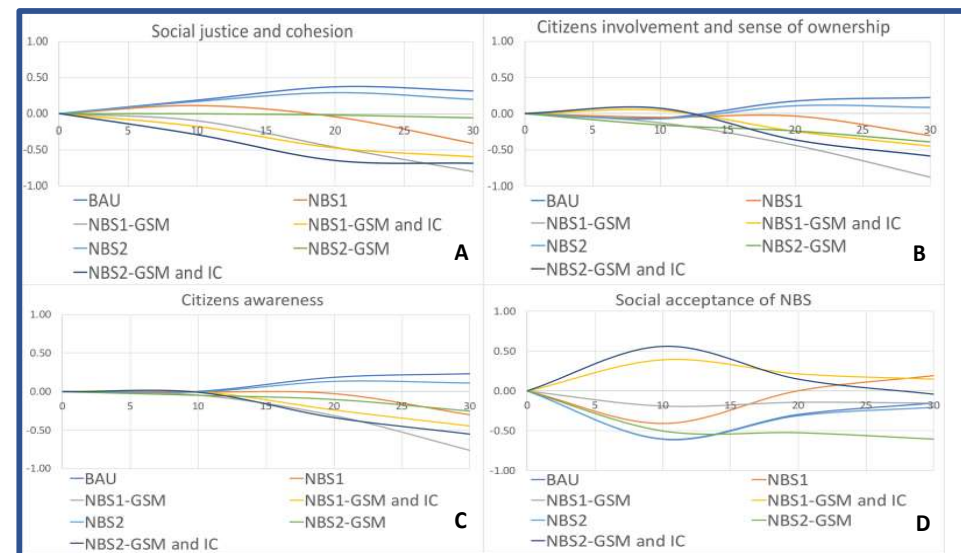 Social justice and cohesion
1.00
0.50
0.00
0 5 10 15 20 25 30
-0.50
-1.00
BAU NBS1
NBS1-GSM NBS1-GSM and IC
NBS2 NBS2-GSM
NBS2-GSM and IC
A
Citizens involvement and sense of ownership
1.00
0.50
0.00
0 5 10 15 20 25 30
-0.50
-1.00
BAU NBS1
NBS1-GSM NBS1-GSM and IC
NBS2 NBS2-GSM
NBS2-GSM and IC
B
Citizens awareness
1.00
0.50
0.00
0 5 10 15 20 25 30
-0.50
-1.00
BAU NBS1
NBS1-GSM NBS1-GSM and IC
NBS2 NBS2-GSM
NBS2-GSM and IC
C
Social acceptance of NBS
1.00
0.50
0.00
0 5 10 15 20 25 30
-0.50
-1.00
BAU NBS1
NBS1-GSM NBS1-GSM and IC
NBS2 NBS2-GSM
NBS2-GSM and IC
D